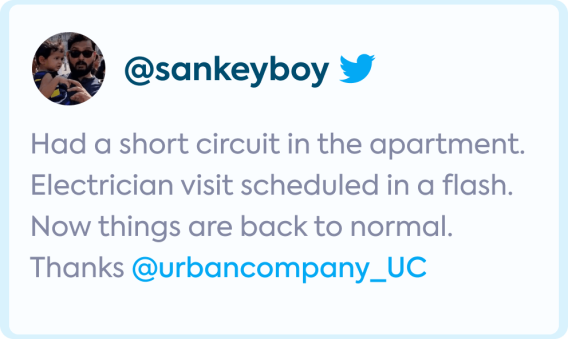 @sankeyboy
Had a short circuit in the apartment.
Electrician visit scheduled in a flash.
Now things are back to normal.
Thanks @urbancompany_UC